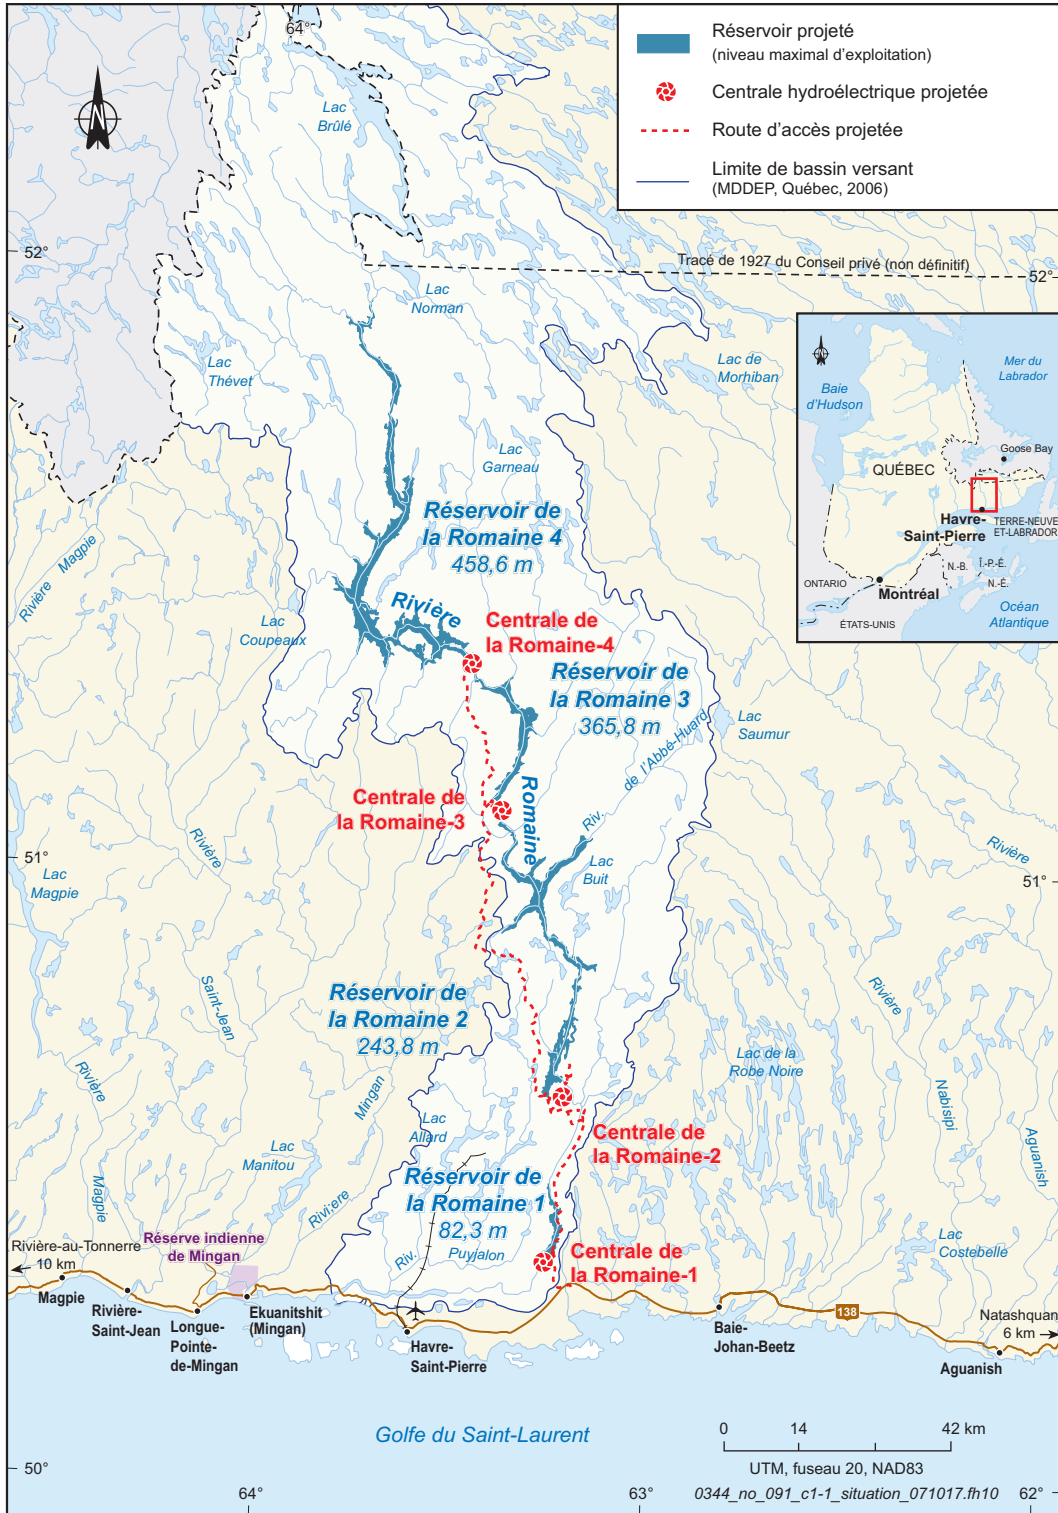 64°
Réservoir projeté
(niveau maximal d'exploitation)
Centrale hydroélectrique projetée
Route d'accès projetée
Limite de bassin versant
(MDDEP, Québec, 2006)
Lac
Brûlé
52°
Tracé de 1927 du Conseil privé (non définitif)
52°
Lac
Norman
Lac
Thévet
Lac de
Morhiban
Baie
d'Hudson
Mer du
Labrador
Goose Bay
QUÉBEC
Havre-
Saint-Pierre
TERRE-NEUVE-
ET-LABRADOR
N.-B.
Î.-P.-É.
N.-É.
ONTARIO
Montréal
ÉTATS-UNIS
Océan
Atlantique
Lac
Garneau
Réservoir de
la Romaine 4
458,6 m
Rivière Magpie
Rivière
Lac
Coupeaux
Centrale de
la Romaine-4
Réservoir de
la Romaine 3
365,8 m
Lac
Saumur
Riv. de l'Abbé-Huard
Romaine
Centrale de
la Romaine-3
Rivière
Rivière
51°
51°
Lac
Magpie
Lac
Buit
Saint-Jean
Rivière
Réservoir de
la Romaine 2
243,8 m
Lac de la
Robe Noire
Rivière
Mingan
Nabisipi
Lac
Allard
Centrale de
la Romaine-2
Aguanish
Lac
Manitou
Réservoir de
la Romaine 1
82,3 m
Magpie
Rivi:ere
Réserve indienne
de Mingan
Riv.
Puyjalon
Lac
Costebelle
Rivière-au-Tonnerre
10 km
Centrale de
la Romaine-1
Magpie
Rivière-
Saint-Jean
Longue-
Pointe-
de-Mingan
Ekuanitshit
(Mingan)
Havre-
Saint-Pierre
Baie-
Johan-Beetz
138
Natashquan
6 km
Aguanish
Golfe du Saint-Laurent
0 14 42 km
UTM, fuseau 20, NAD83
0344_no_091_c1-1_situation_071017.fh10
50°
64°
63°
62°